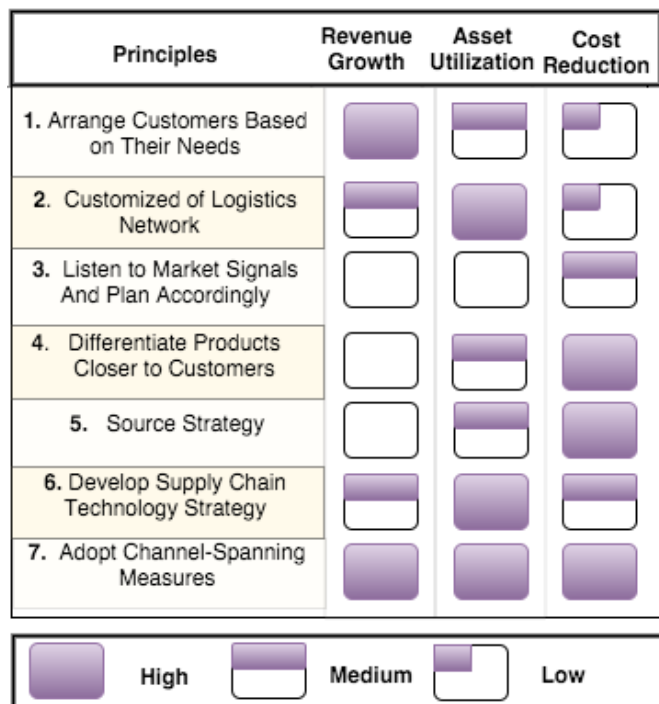 Principles
Revenue Growth
Asset Utilization
Cost Reduction
1. Arrange Customers Based
on Their Needs
2. Customized of Logistics
Network
3. Listen to Market Signals
And Plan Accordingly
4. Differentiate Products
Closer to Customers
5. Source Strategy
6. Develop Supply Chain
Technology Strategy
7. Adopt Channel-Spanning
Measures
High
Medium
Low